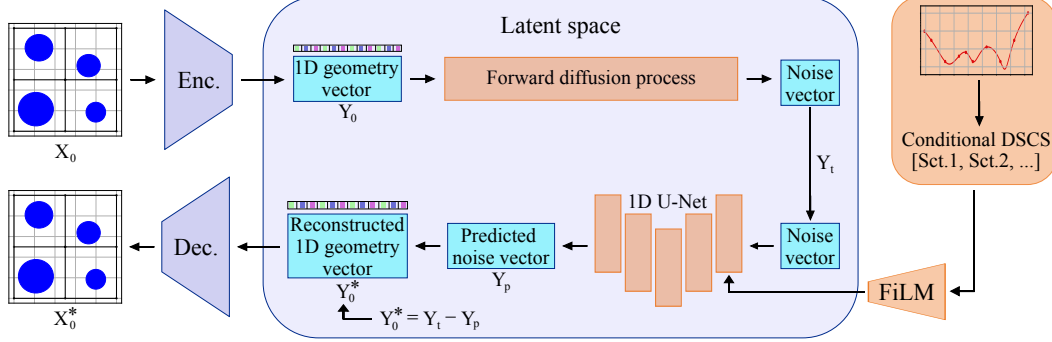 Latent space
Enc.
1D geometry
vector
Y₀
Forward diffusion process
Noise
vector
X₀
Conditional DSCS
[Sct.1, Sct.2, ...]
Yₜ
1D U-Net
Dec.
Reconstructed
1D geometry
vector
Y₀*
Predicted
noise vector
Yₚ
Noise
vector
FiLM
X₀*
Y₀* = Yₜ − Yₚ